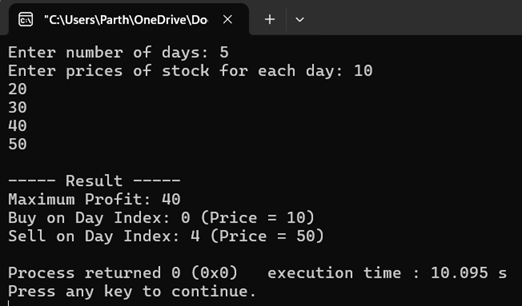 "C:\Users\Parth\OneDrive\Do
Enter number of days: 5
Enter prices of stock for each day: 10
20
30
40
50
----- Result -----
Maximum Profit: 40
Buy on Day Index: 0 (Price = 10)
Sell on Day Index: 4 (Price = 50)
Process returned 0 (0x0)   execution time : 10.095 s
Press any key to continue.